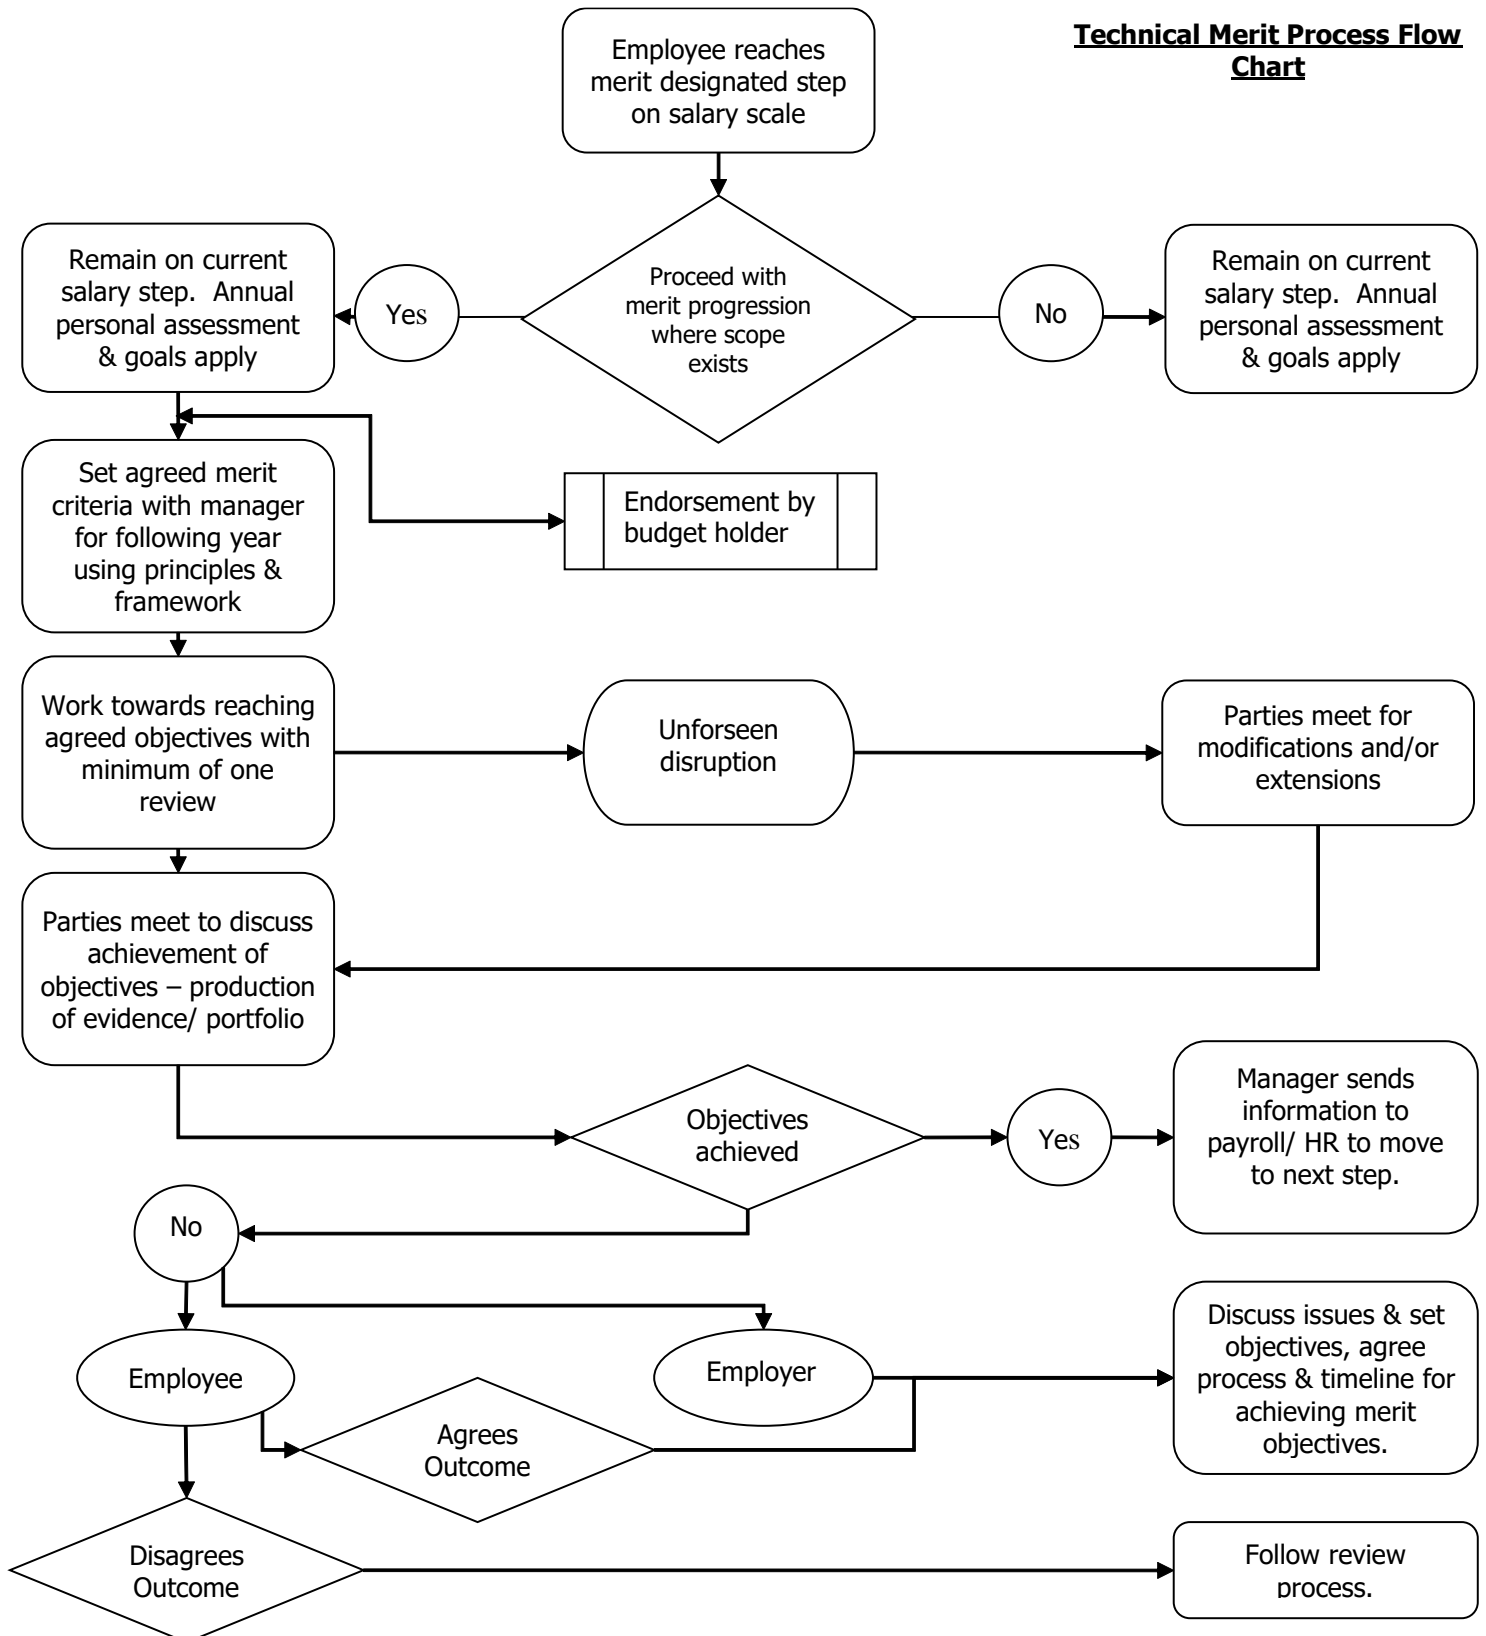 Technical Merit Process Flow
Chart
Employee reaches
merit designated step
on salary scale
Proceed with
merit progression
where scope
exists
Yes
No
Remain on current
salary step.  Annual
personal assessment
& goals apply
Remain on current
salary step.  Annual
personal assessment
& goals apply
Set agreed merit
criteria with manager
for following year
using principles &
framework
Endorsement by
budget holder
Work towards reaching
agreed objectives with
minimum of one
review
Unforseen
disruption
Parties meet for
modifications and/or
extensions
Parties meet to discuss
achievement of
objectives – production
of evidence/ portfolio
Objectives
achieved
Yes
Manager sends
information to
payroll/ HR to move
to next step.
No
Employee
Employer
Discuss issues & set
objectives, agree
process & timeline for
achieving merit
objectives.
Agrees
Outcome
Disagrees
Outcome
Follow review
process.